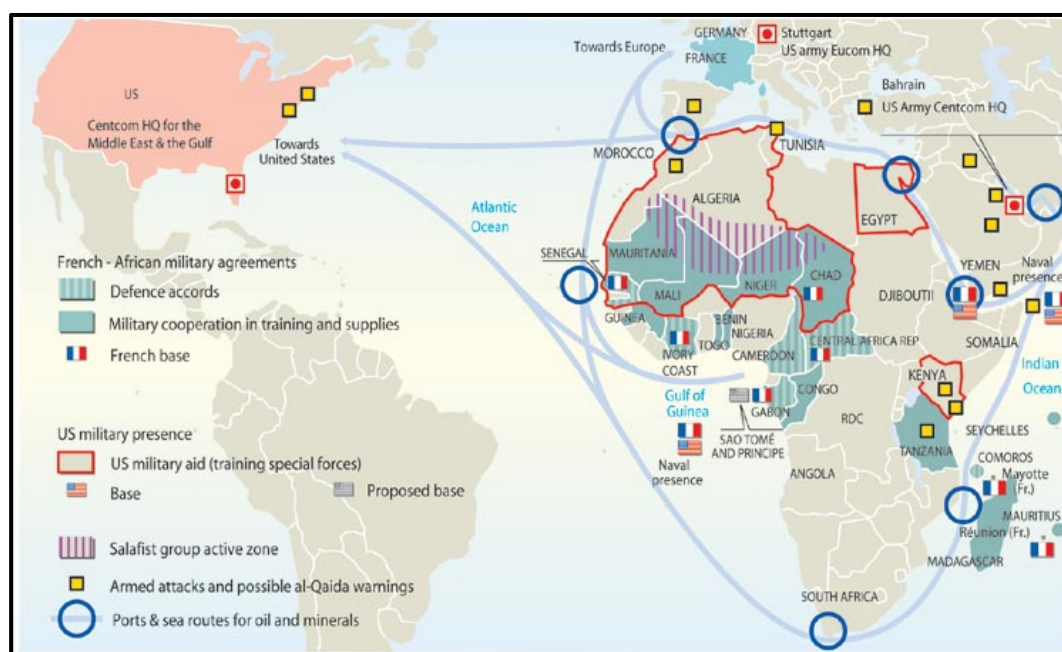 GERMANY
Stuttgart
US army Eucom HQ
Towards Europe
FRANCE
Bahrain
US Army Centcom HQ
US
Centcom HQ for the
Middle East & the Gulf
Towards
United States
MOROCCO
TUNISIA
ALGERIA
EGYPT
Atlantic
Ocean
SENEGAL
MAURITANIA
MALI
NIGER
CHAD
YEMEN
Naval
presence
DJIBOUTII
GUINEA
BENIN
NIGERIA
TOGO
IVORY
COAST
CAMERDON
CENTRAL AFRICA REP
SOMALIA
KENYA
Indian
Ocean
Gulf of
Guinea
GABON
CONGO
RDC
SAO TOMÉ
AND PRINCIPE
SEYCHELLES
TANZANIA
Naval
presence
ANGOLA
COMOROS
Mayotte
(Fr.)
MAURITIUS
Réunion (Fr.)
MADAGASCAR
SOUTH AFRICA
French - African military agreements
Defence accords
Military cooperation in training and supplies
French base
US military presence
US military aid (training special forces)
Base
Proposed base
Salafist group active zone
Armed attacks and possible al-Qaida warnings
Ports & sea routes for oil and minerals